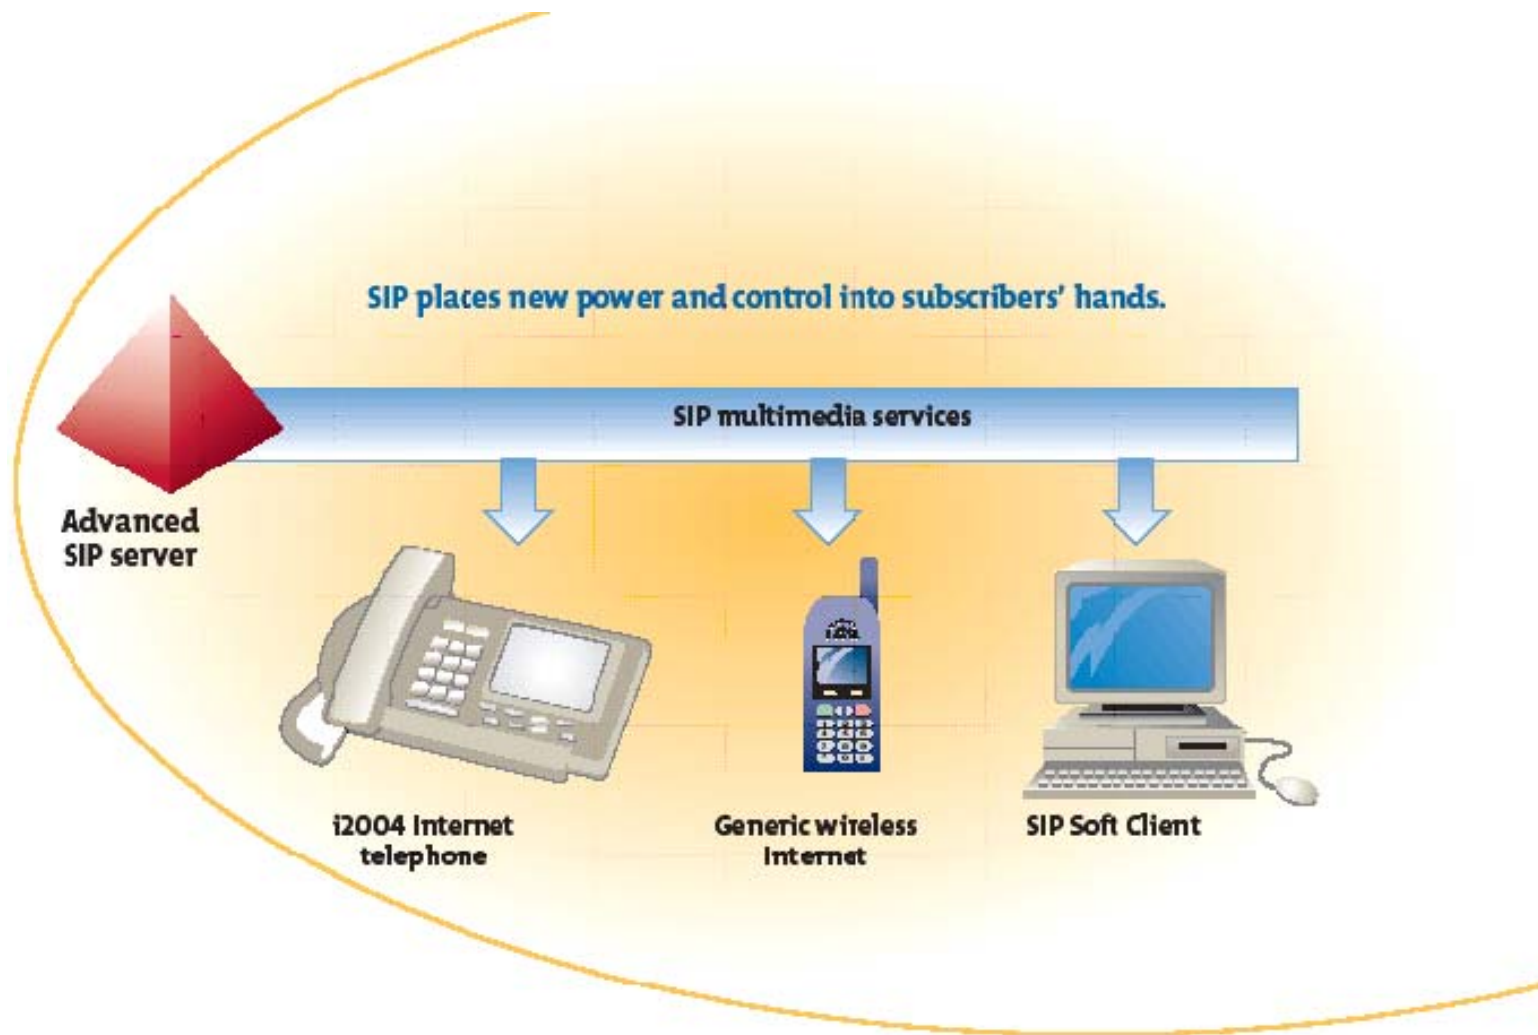 SIP places new power and control into subscribers' hands.
SIP multimedia services
Advanced
SIP server
i2004 Internet
telephone
Generic wireless
Internet
SIP Soft Client